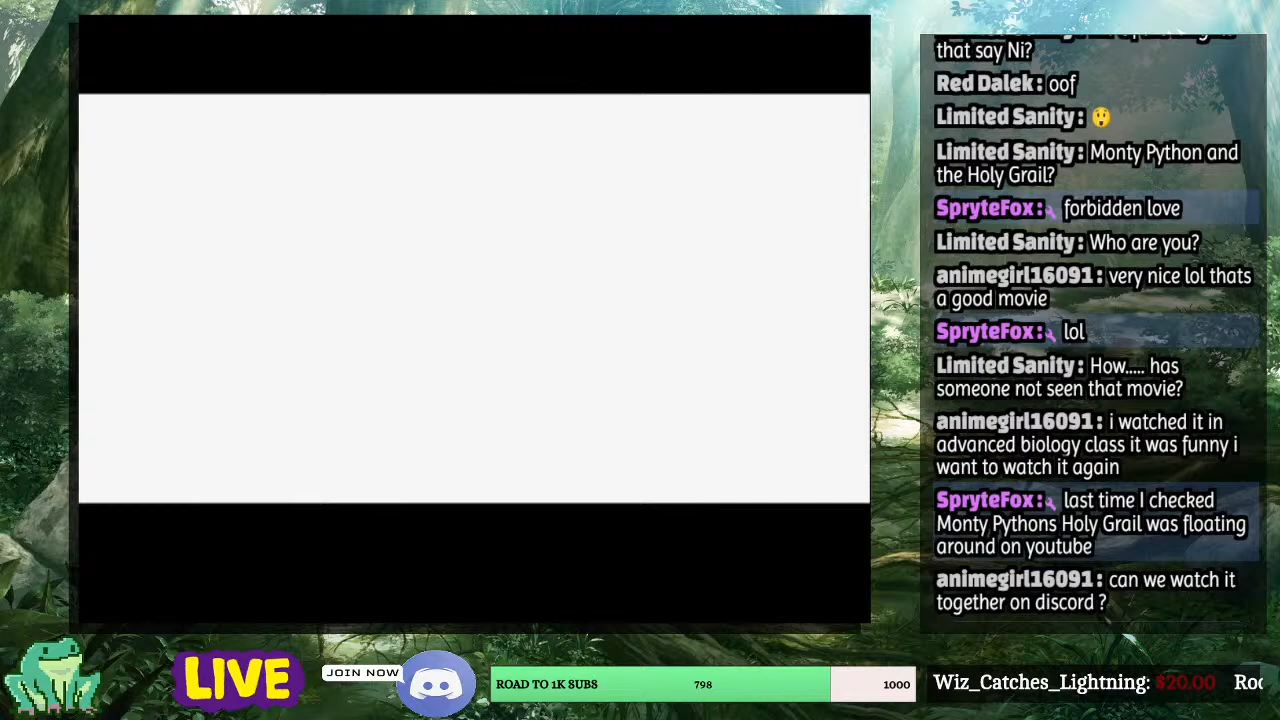 that say Ni?
Red Dalek: oof
Limited Sanity: 😲
Limited Sanity: Monty Python and
the Holy Grail?
SpryteFox: forbidden love
Limited Sanity: Who are you?
animegirl16091: very nice lol thats
a good movie
SpryteFox: lol
Limited Sanity: How..... has
someone not seen that movie?
animegirl16091: i watched it in
advanced biology class it was funny i
want to watch it again
SpryteFox: last time I checked
Monty Pythons Holy Grail was floating
around on youtube
animegirl16091: can we watch it
together on discord ?
LIVE
JOIN NOW
ROAD TO 1K SUBS 798 1000
Wiz_Catches_Lightning: $20.00